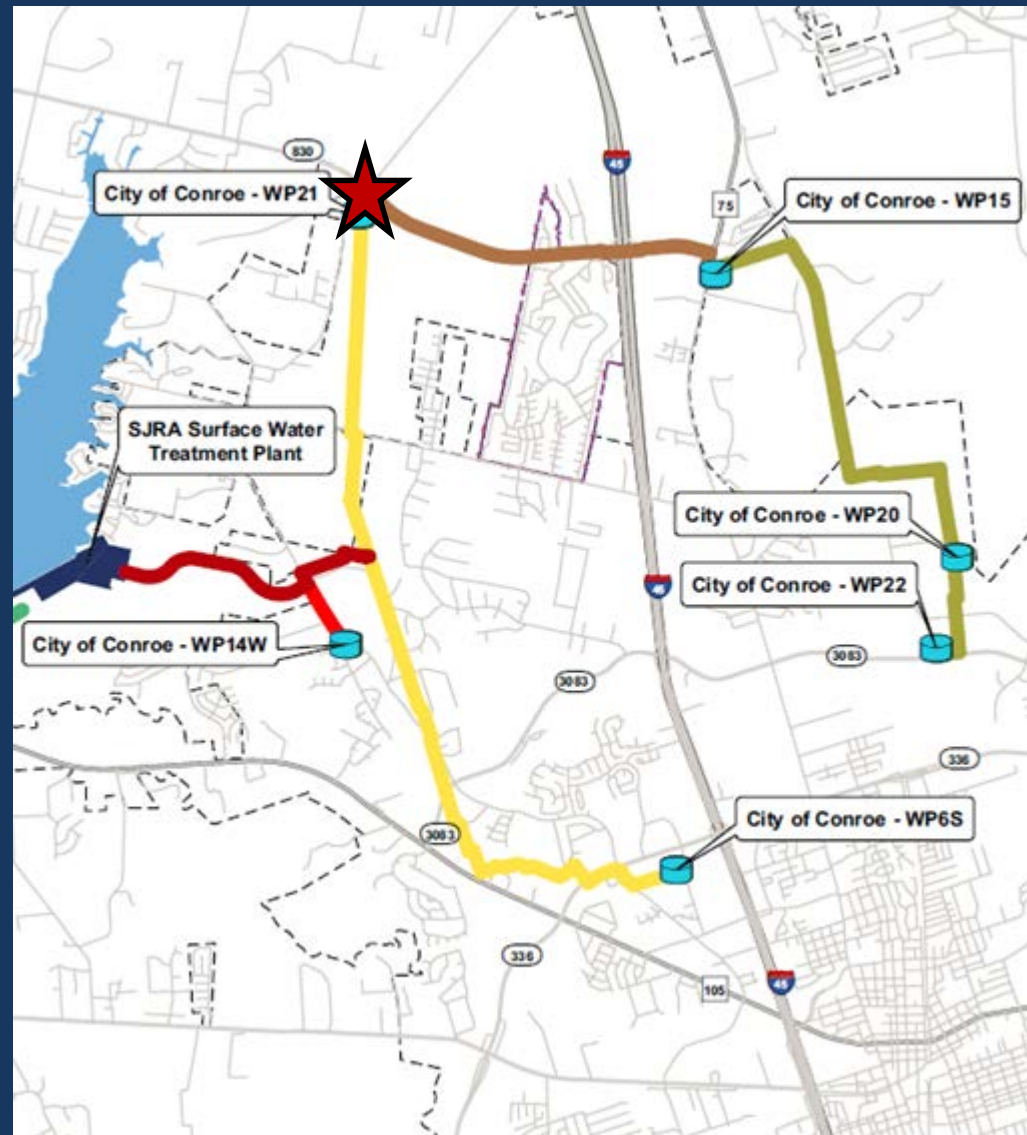 830
45
City of Conroe - WP21
75
City of Conroe - WP15
SJRA Surface Water
Treatment Plant
City of Conroe - WP20
City of Conroe - WP22
45
City of Conroe - WP14W
3083
3083
336
City of Conroe - WP6S
3083
336
105
45